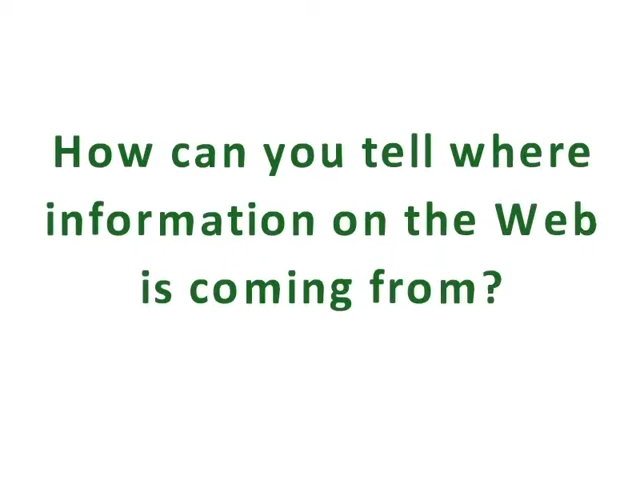 How can you tell where
information on the Web
is coming from?